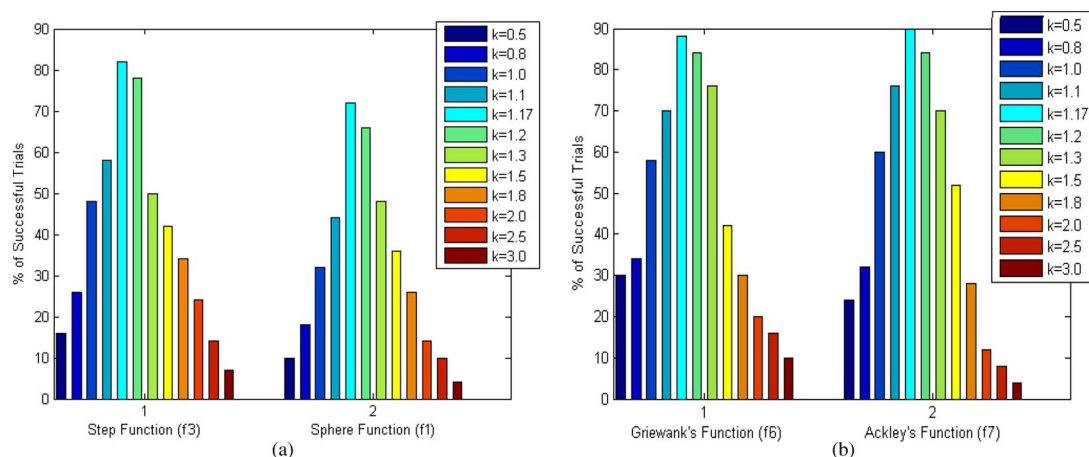 % of Successful Trials
90
80
70
60
50
40
30
20
10
0
1
2
Step Function (f3)
Sphere Function (f1)
k=0.5
k=0.8
k=1.0
k=1.1
k=1.17
k=1.2
k=1.3
k=1.5
k=1.8
k=2.0
k=2.5
k=3.0
(a)
% of Successful Trials
90
80
70
60
50
40
30
20
10
0
1
2
Griewank's Function (f6)
Ackley's Function (f7)
k=0.5
k=0.8
k=1.0
k=1.1
k=1.17
k=1.2
k=1.3
k=1.5
k=1.8
k=2.0
k=2.5
k=3.0
(b)